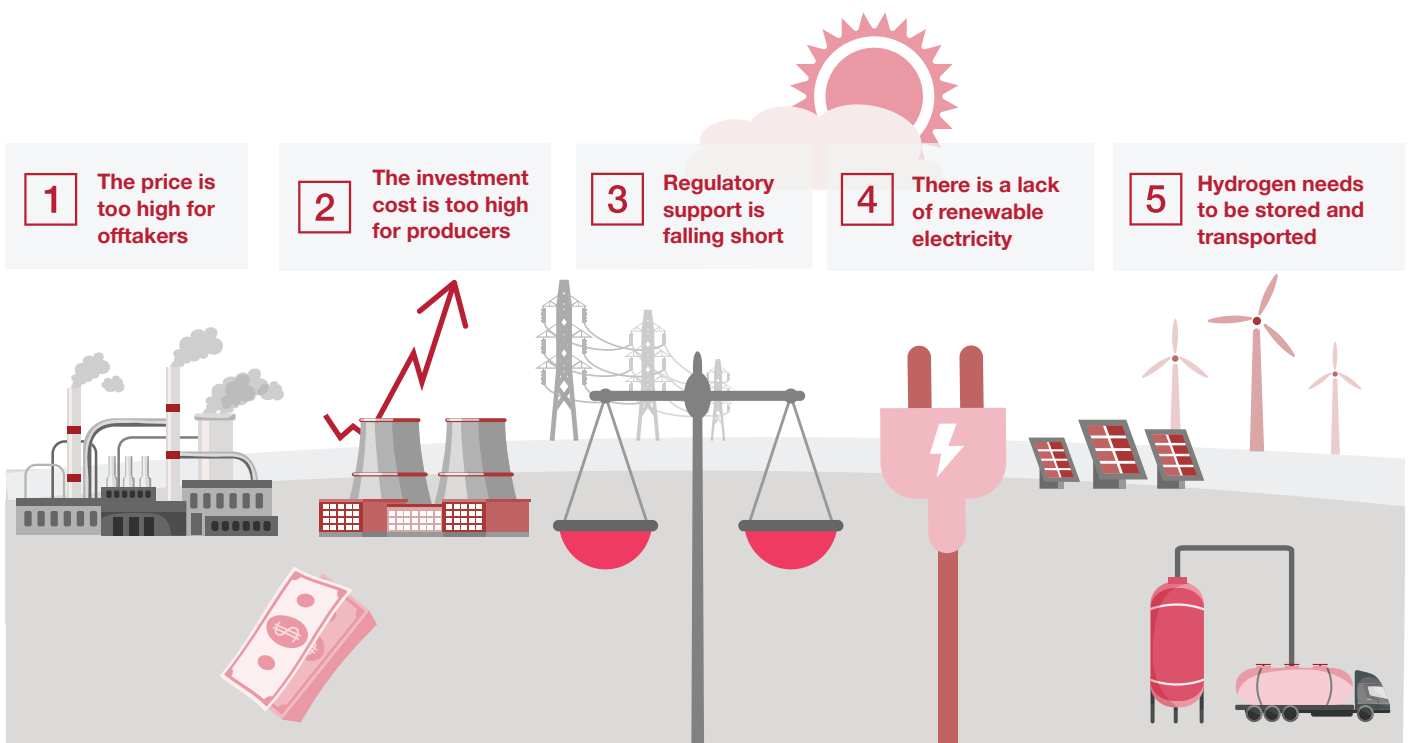 1
The price is
too high for
offtakers
2
The investment
cost is too high
for producers
3
Regulatory
support is
falling short
4
There is a lack
of renewable
electricity
5
Hydrogen needs
to be stored and
transported
$
$